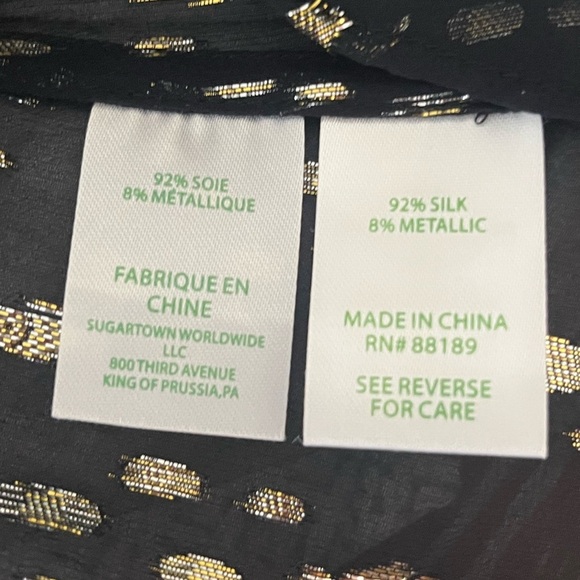 92% SOIE
8% MÉTALLIQUE
FABRIQUE EN
CHINE
SUGARTOWN WORLDWIDE
LLC
800 THIRD AVENUE
KING OF PRUSSIA,PA
92% SILK
8% METALLIC
MADE IN CHINA
RN# 88189
SEE REVERSE
FOR CARE